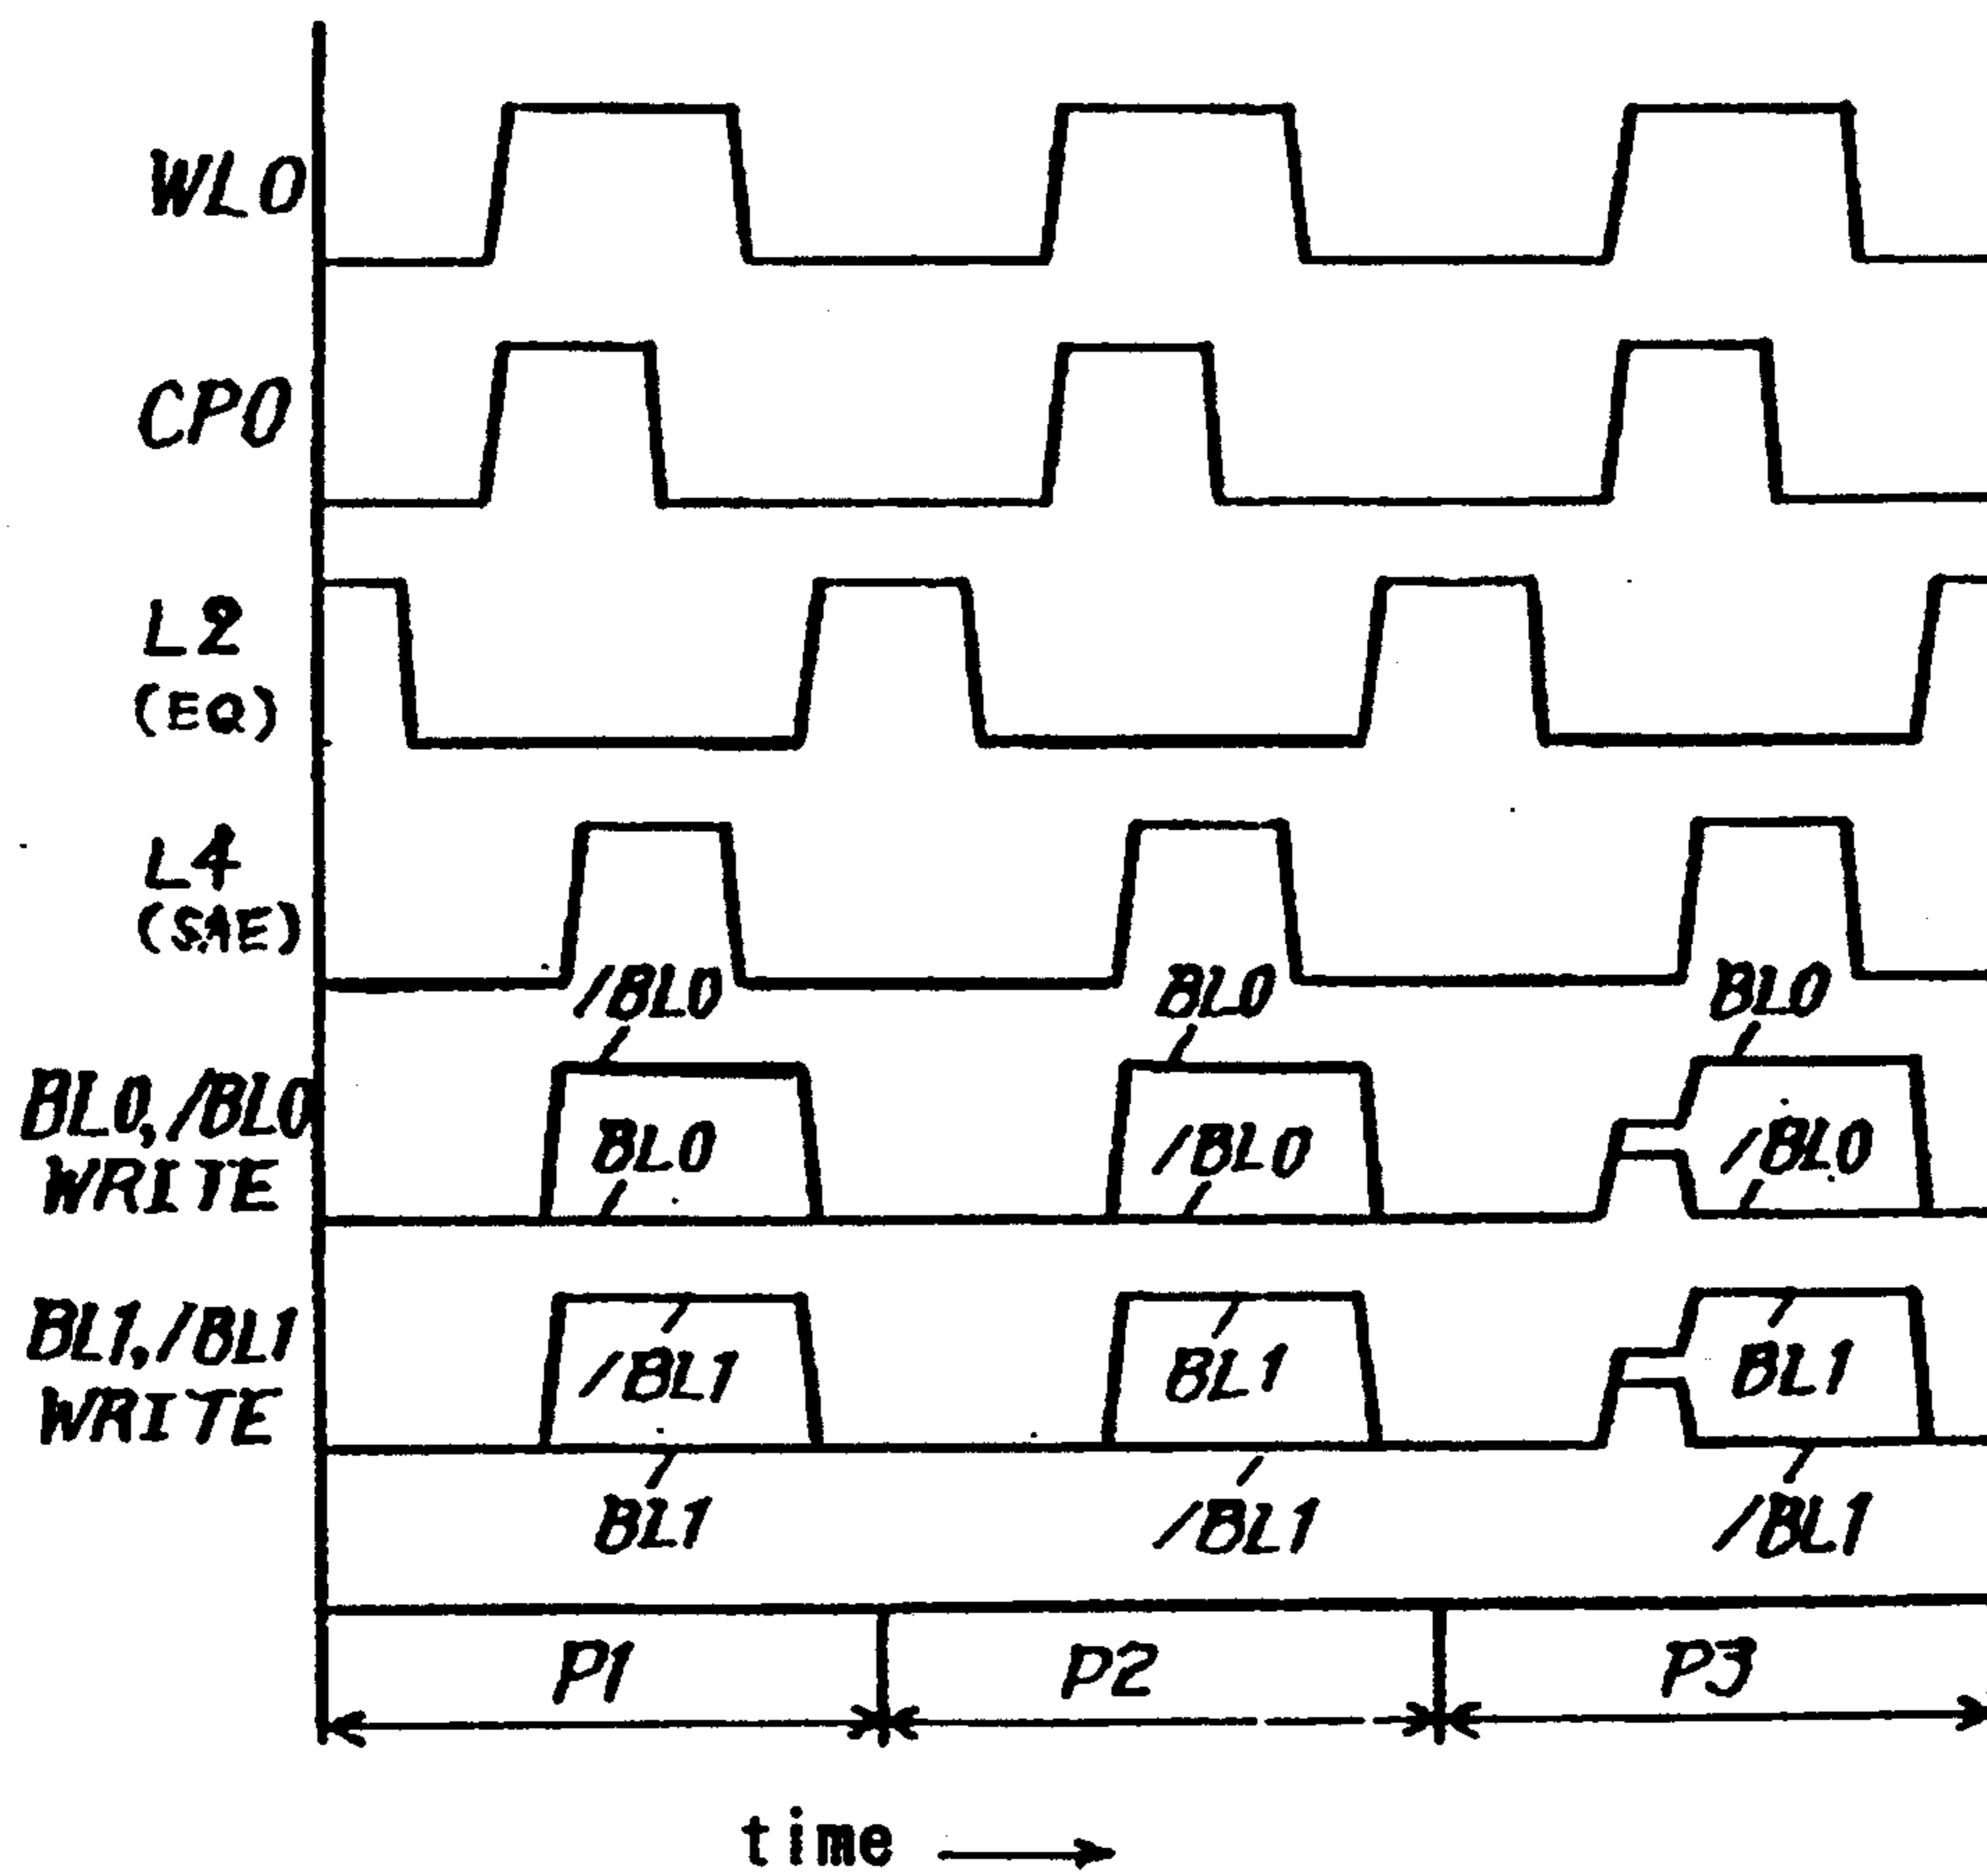 WL0
CP0
L2
(EQ)
L4
(SAE)
/BL0 BL0 BL0
BL0,/BL0
WRITE
BL0 /BL0 /BL0
BL1,/BL1
WRITE
/BL1 BL1 BL1
BL1 /BL1 /BL1
P1 P2 P3
time